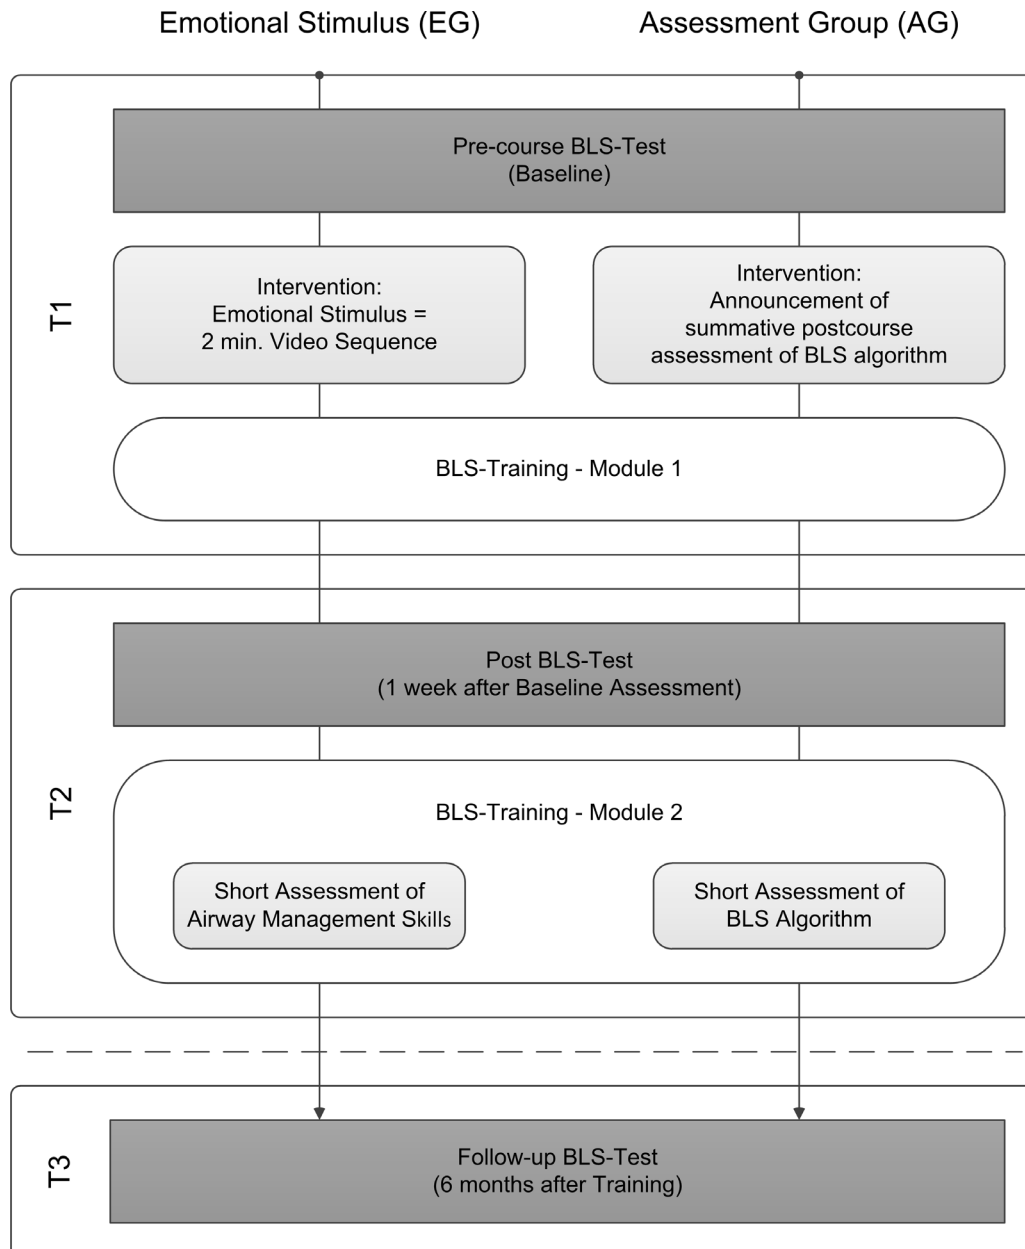 Emotional Stimulus (EG)
Assessment Group (AG)
T1
Pre-course BLS-Test
(Baseline)
Intervention:
Emotional Stimulus =
2 min. Video Sequence
Intervention:
Announcement of
summative postcourse
assessment of BLS algorithm
BLS-Training - Module 1
T2
Post BLS-Test
(1 week after Baseline Assessment)
BLS-Training - Module 2
Short Assessment of
Airway Management Skills
Short Assessment of
BLS Algorithm
T3
Follow-up BLS-Test
(6 months after Training)